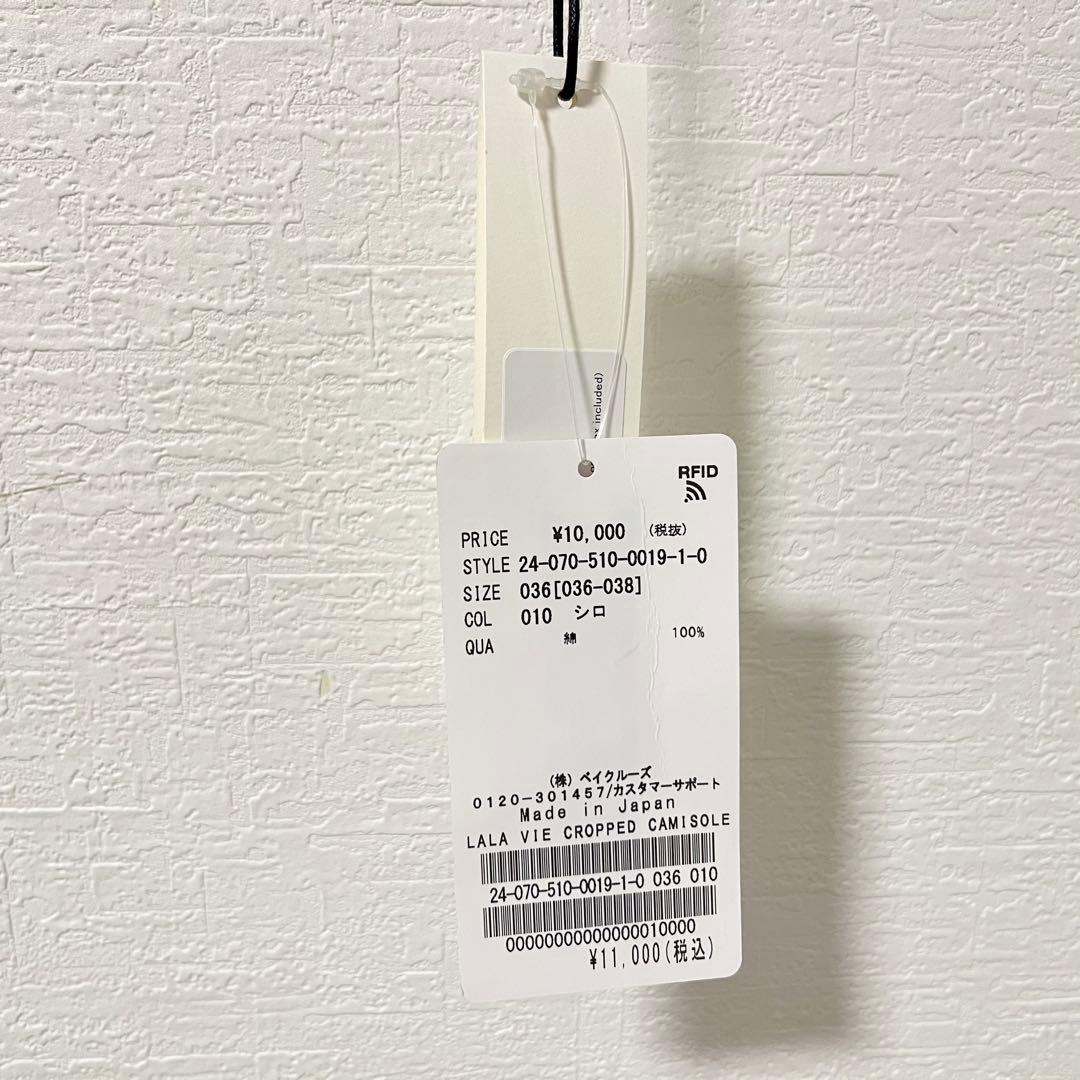 included)
RFID
PRICE ¥10,000 (税抜)
STYLE 24-070-510-0019-1-0
SIZE 036[036-038]
COL 010 シロ
QUA 綿 100%
(株) ベイクルーズ
0120-301457/カスタマーサポート
Made in Japan
LALA VIE CROPPED CAMISOLE
24-070-510-0019-1-0 036 010
00000000000000010000
¥11,000(税込)